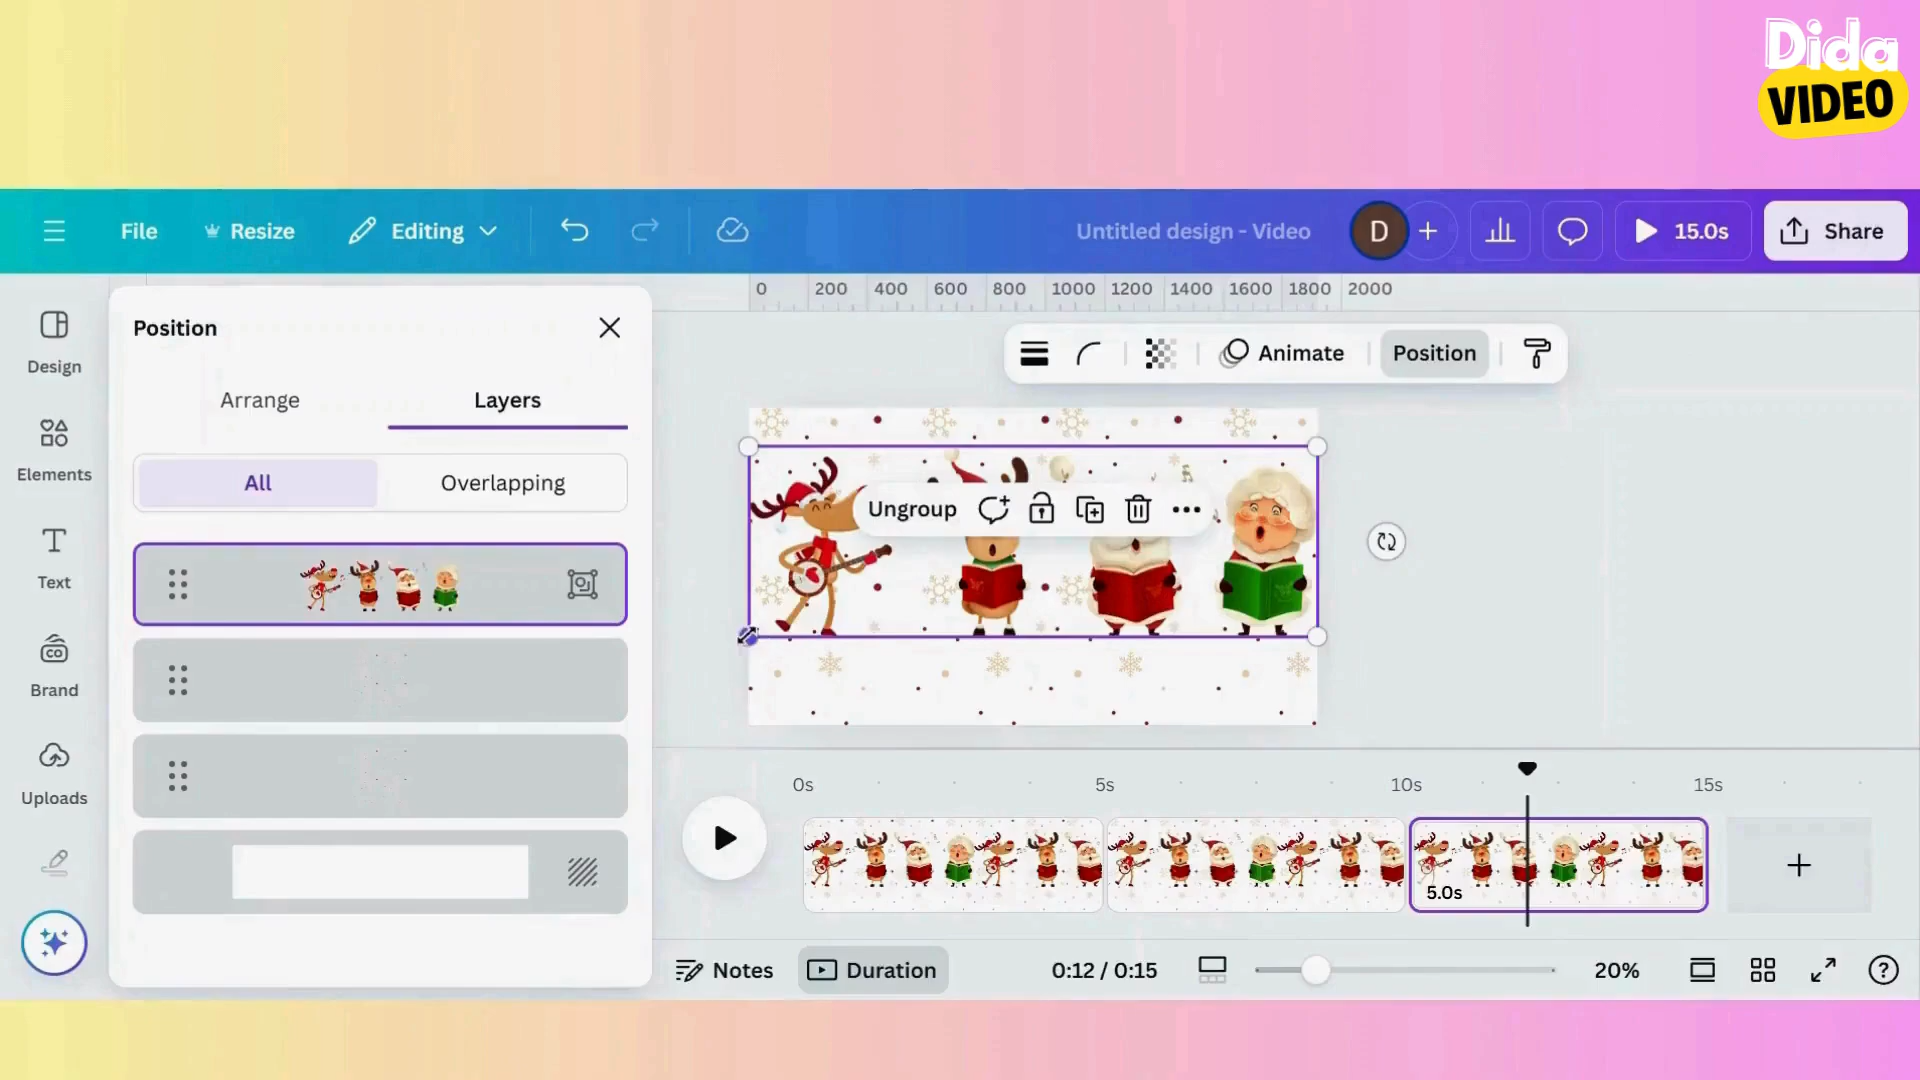 Dida
VIDEO
File
Resize
Editing
Untitled design - Video
D
15.0s
Share
Design
Elements
Text
Brand
Uploads
Position
Arrange
Layers
All
Overlapping
0 200 400 600 800 1000 1200 1400 1600 1800 2000
Animate
Position
Ungroup
0s 5s 10s 15s
5.0s
Notes
Duration
0:12 / 0:15
20%